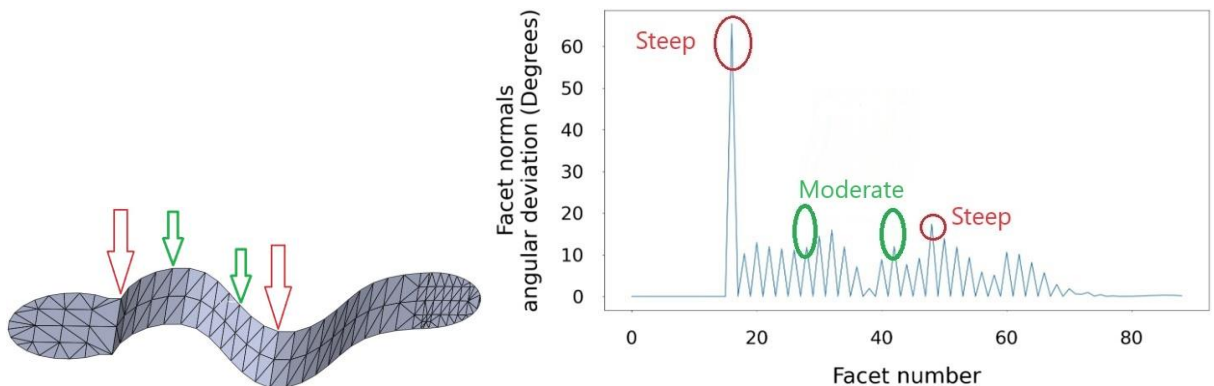 Facet normals
angular deviation (Degrees)
60
50
40
30
20
10
0
Steep
Moderate
Steep
0
20
40
60
80
Facet number